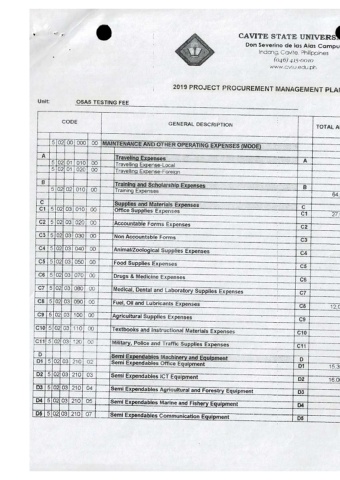 CAVITE STATE UNIVERS
Don Severino de las Alas Campu
Indang, Cavite, Philippines
www.cvsu.edu.ph
2019 PROJECT PROCUREMENT MANAGEMENT PLAN
Unit: OSAS TESTING FEE
CODE GENERAL DESCRIPTION TOTAL A
5 02 00 000 00 MAINTENANCE AND OTHER OPERATING EXPENSES (MODE)
A Travelling Expenses A
5 02 01 010 00 Travelling Expense-Local
5 02 01 020 00 Travelling Expense-Foreign
B Training and Scholarship Expenses B
5 02 02 010 00 Training Expenses 64
C Supplies and Materials Expenses C
C1 5 02 03 010 00 Office Supplies Expenses C1 37
C2 5 02 03 020 00 Accountable Forms Expenses C2
C3 5 02 03 030 00 Non Accountable Forms C3
C4 5 02 03 040 00 Animal/Zoological Supplies Expenses C4
C5 5 02 03 050 00 Food Supplies Expenses C5
C6 5 02 03 070 00 Drugs & Medicine Expenses C6
C7 5 02 03 080 00 Medical, Dental and Laboratory Supplies Expenses C7
C8 5 02 03 090 00 Fuel, Oil and Lubricants Expenses C8
C9 5 02 03 100 00 Agricultural Supplies Expenses C9
C10 5 02 03 110 00 Textbooks and Instructional Materials Expenses C10
C11 5 02 03 120 00 Military, Police and Traffic Supplies Expenses C11
D Semi Expendables Machinery and Equipment D
D1 5 02 03 210 02 Semi Expendables Office Equipment D1 15,3
D2 5 02 03 210 03 Semi Expendables ICT Equipment D2 16,0
D3 5 02 03 210 04 Semi Expendables Agricultural and Forestry Equipment D3
D4 5 02 03 210 05 Semi Expendables Marine and Fishery Equipment D4
D5 5 02 03 210 07 Semi Expendables Communication Equipment D5